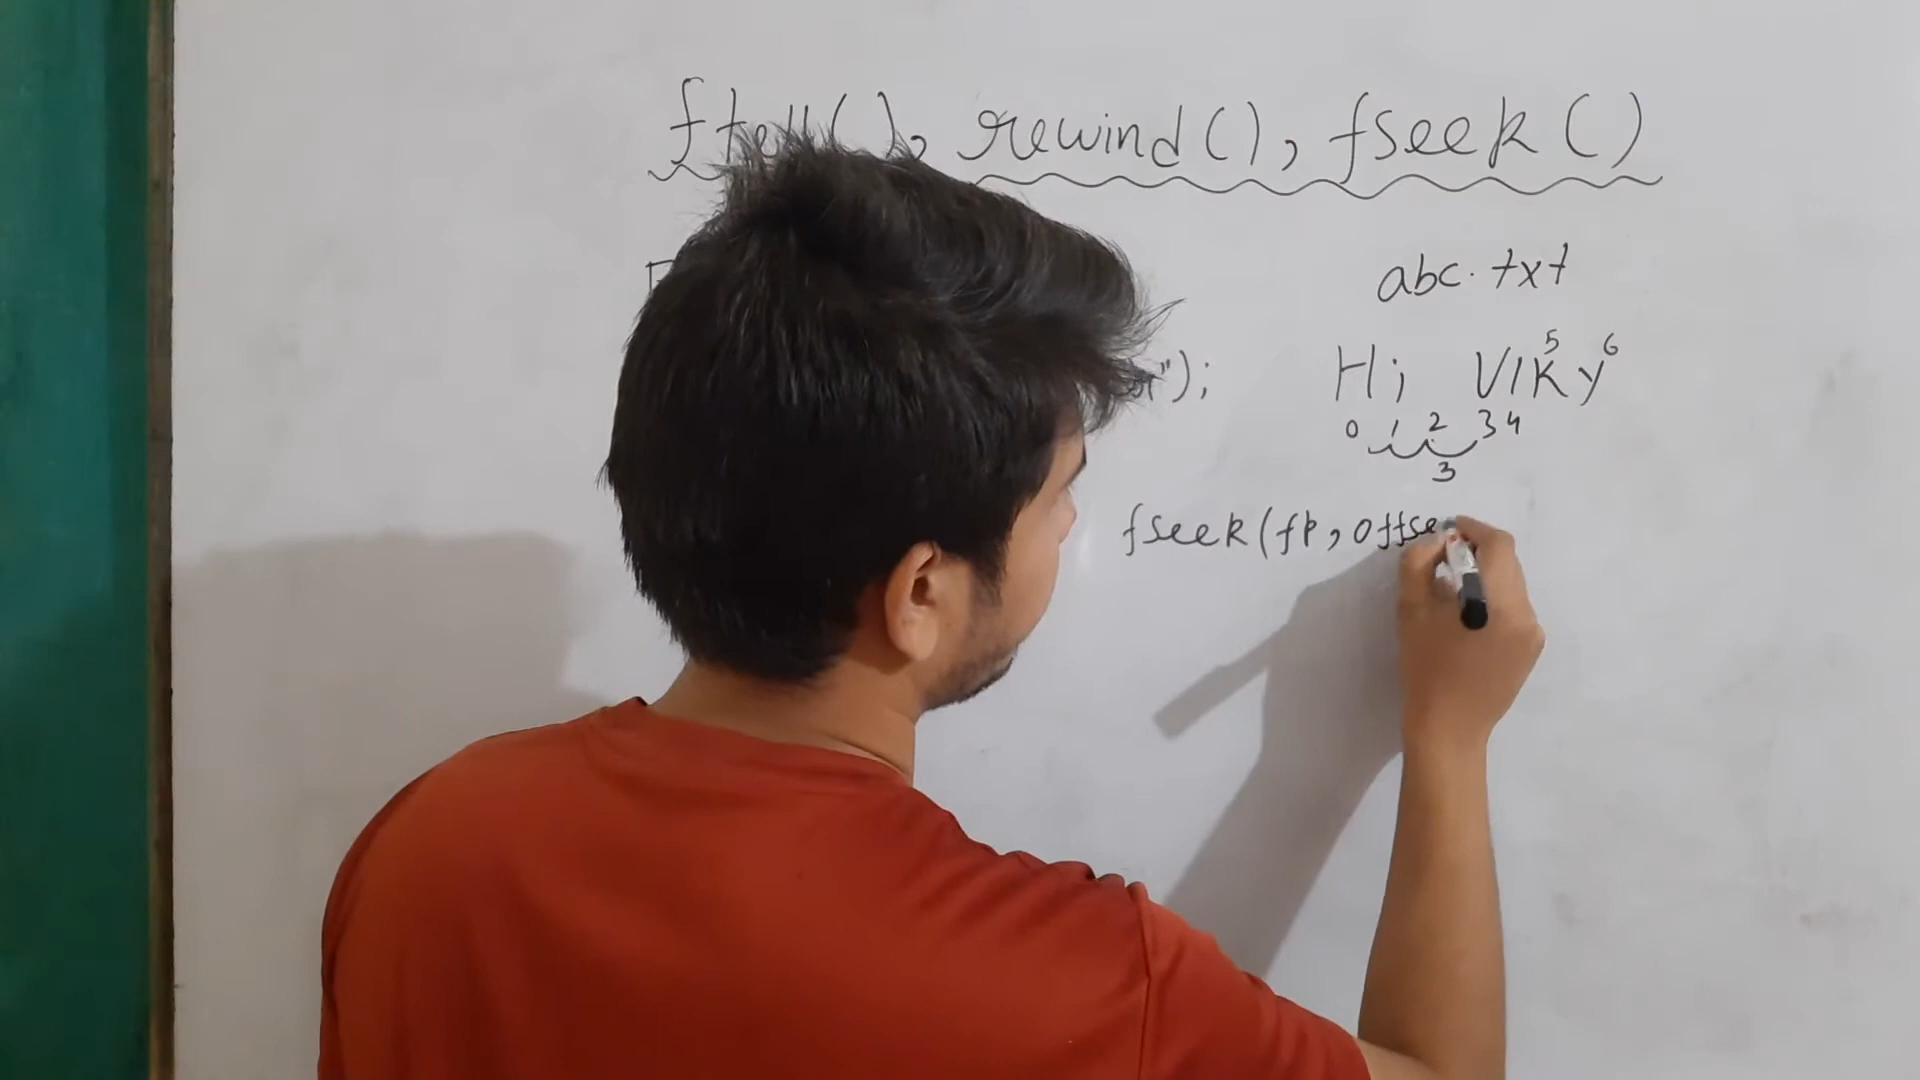 ftell(), rewind(), fseek()
abc.txt
");
Hi VIKy
5 6
0 1 2 3 4
3
fseek(fp, offse